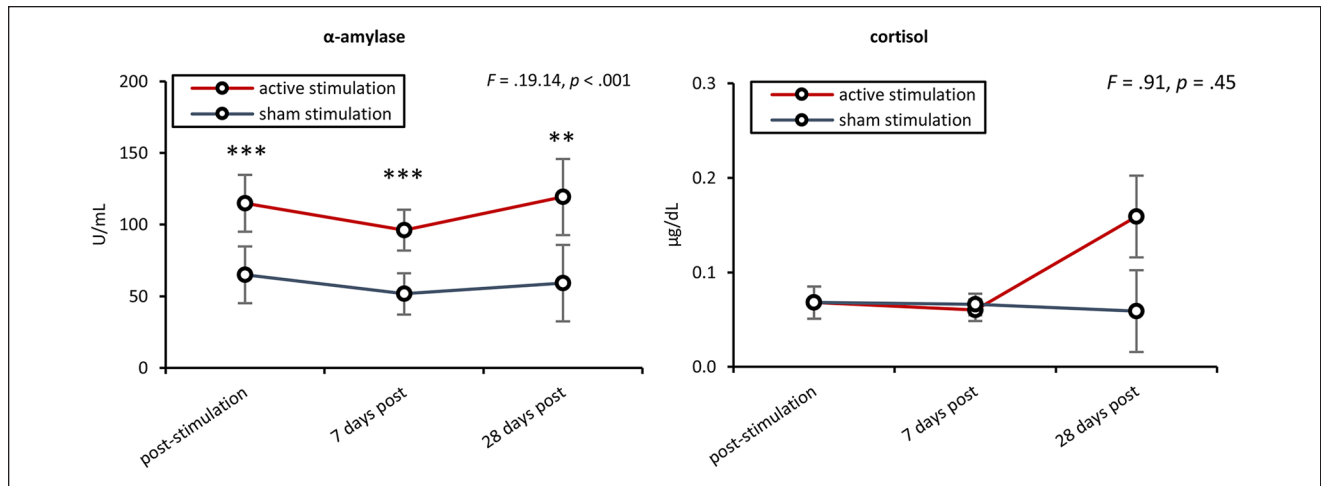 α-amylase
F = .19.14, p < .001
active stimulation
sham stimulation
200
150
100
50
0
U/mL
***
***
**
post-stimulation
7 days post
28 days post
cortisol
F = .91, p = .45
active stimulation
sham stimulation
0.3
0.2
0.1
0.0
µg/dL
post-stimulation
7 days post
28 days post